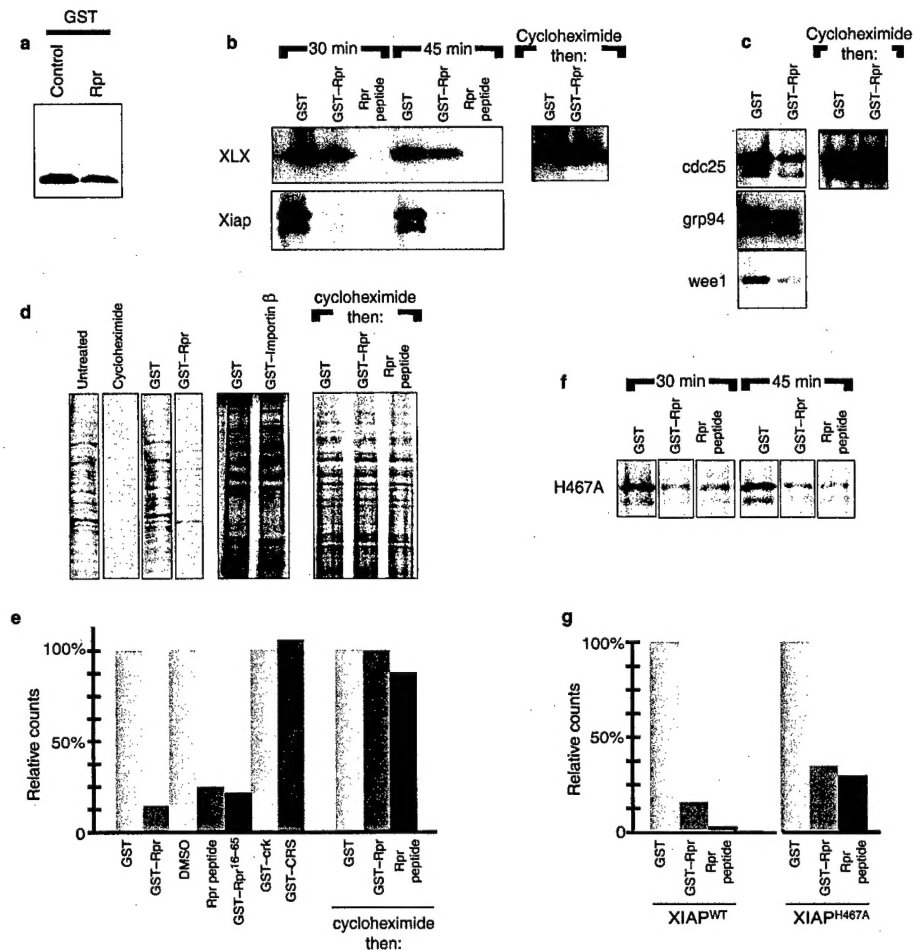 a
GST
Control
Rpr
b
30 min
45 min
Cycloheximide
then:
GST
GST–Rpr
Rpr
peptide
GST
GST–Rpr
Rpr
peptide
GST
GST–Rpr
XLX
Xiap
c
Cycloheximide
then:
GST
GST–Rpr
GST
GST–Rpr
cdc25
grp94
wee1
d
Untreated
Cycloheximide
GST
GST–Rpr
GST
GST–Importin β
cycloheximide
then:
GST
GST–Rpr
Rpr
peptide
f
30 min
45 min
GST
GST–Rpr
Rpr
peptide
GST
GST–Rpr
Rpr
peptide
H467A
e
Relative counts
100%
50%
0
GST
GST–Rpr
DMSO
Rpr peptide
GST–Rpr16–65
GST–crk
GST–CRS
GST
GST–Rpr
Rpr
peptide
cycloheximide
then:
g
Relative counts
100%
50%
0
GST
GST–Rpr
Rpr
peptide
GST
GST–Rpr
Rpr
peptide
XIAPWT
XIAPH467A